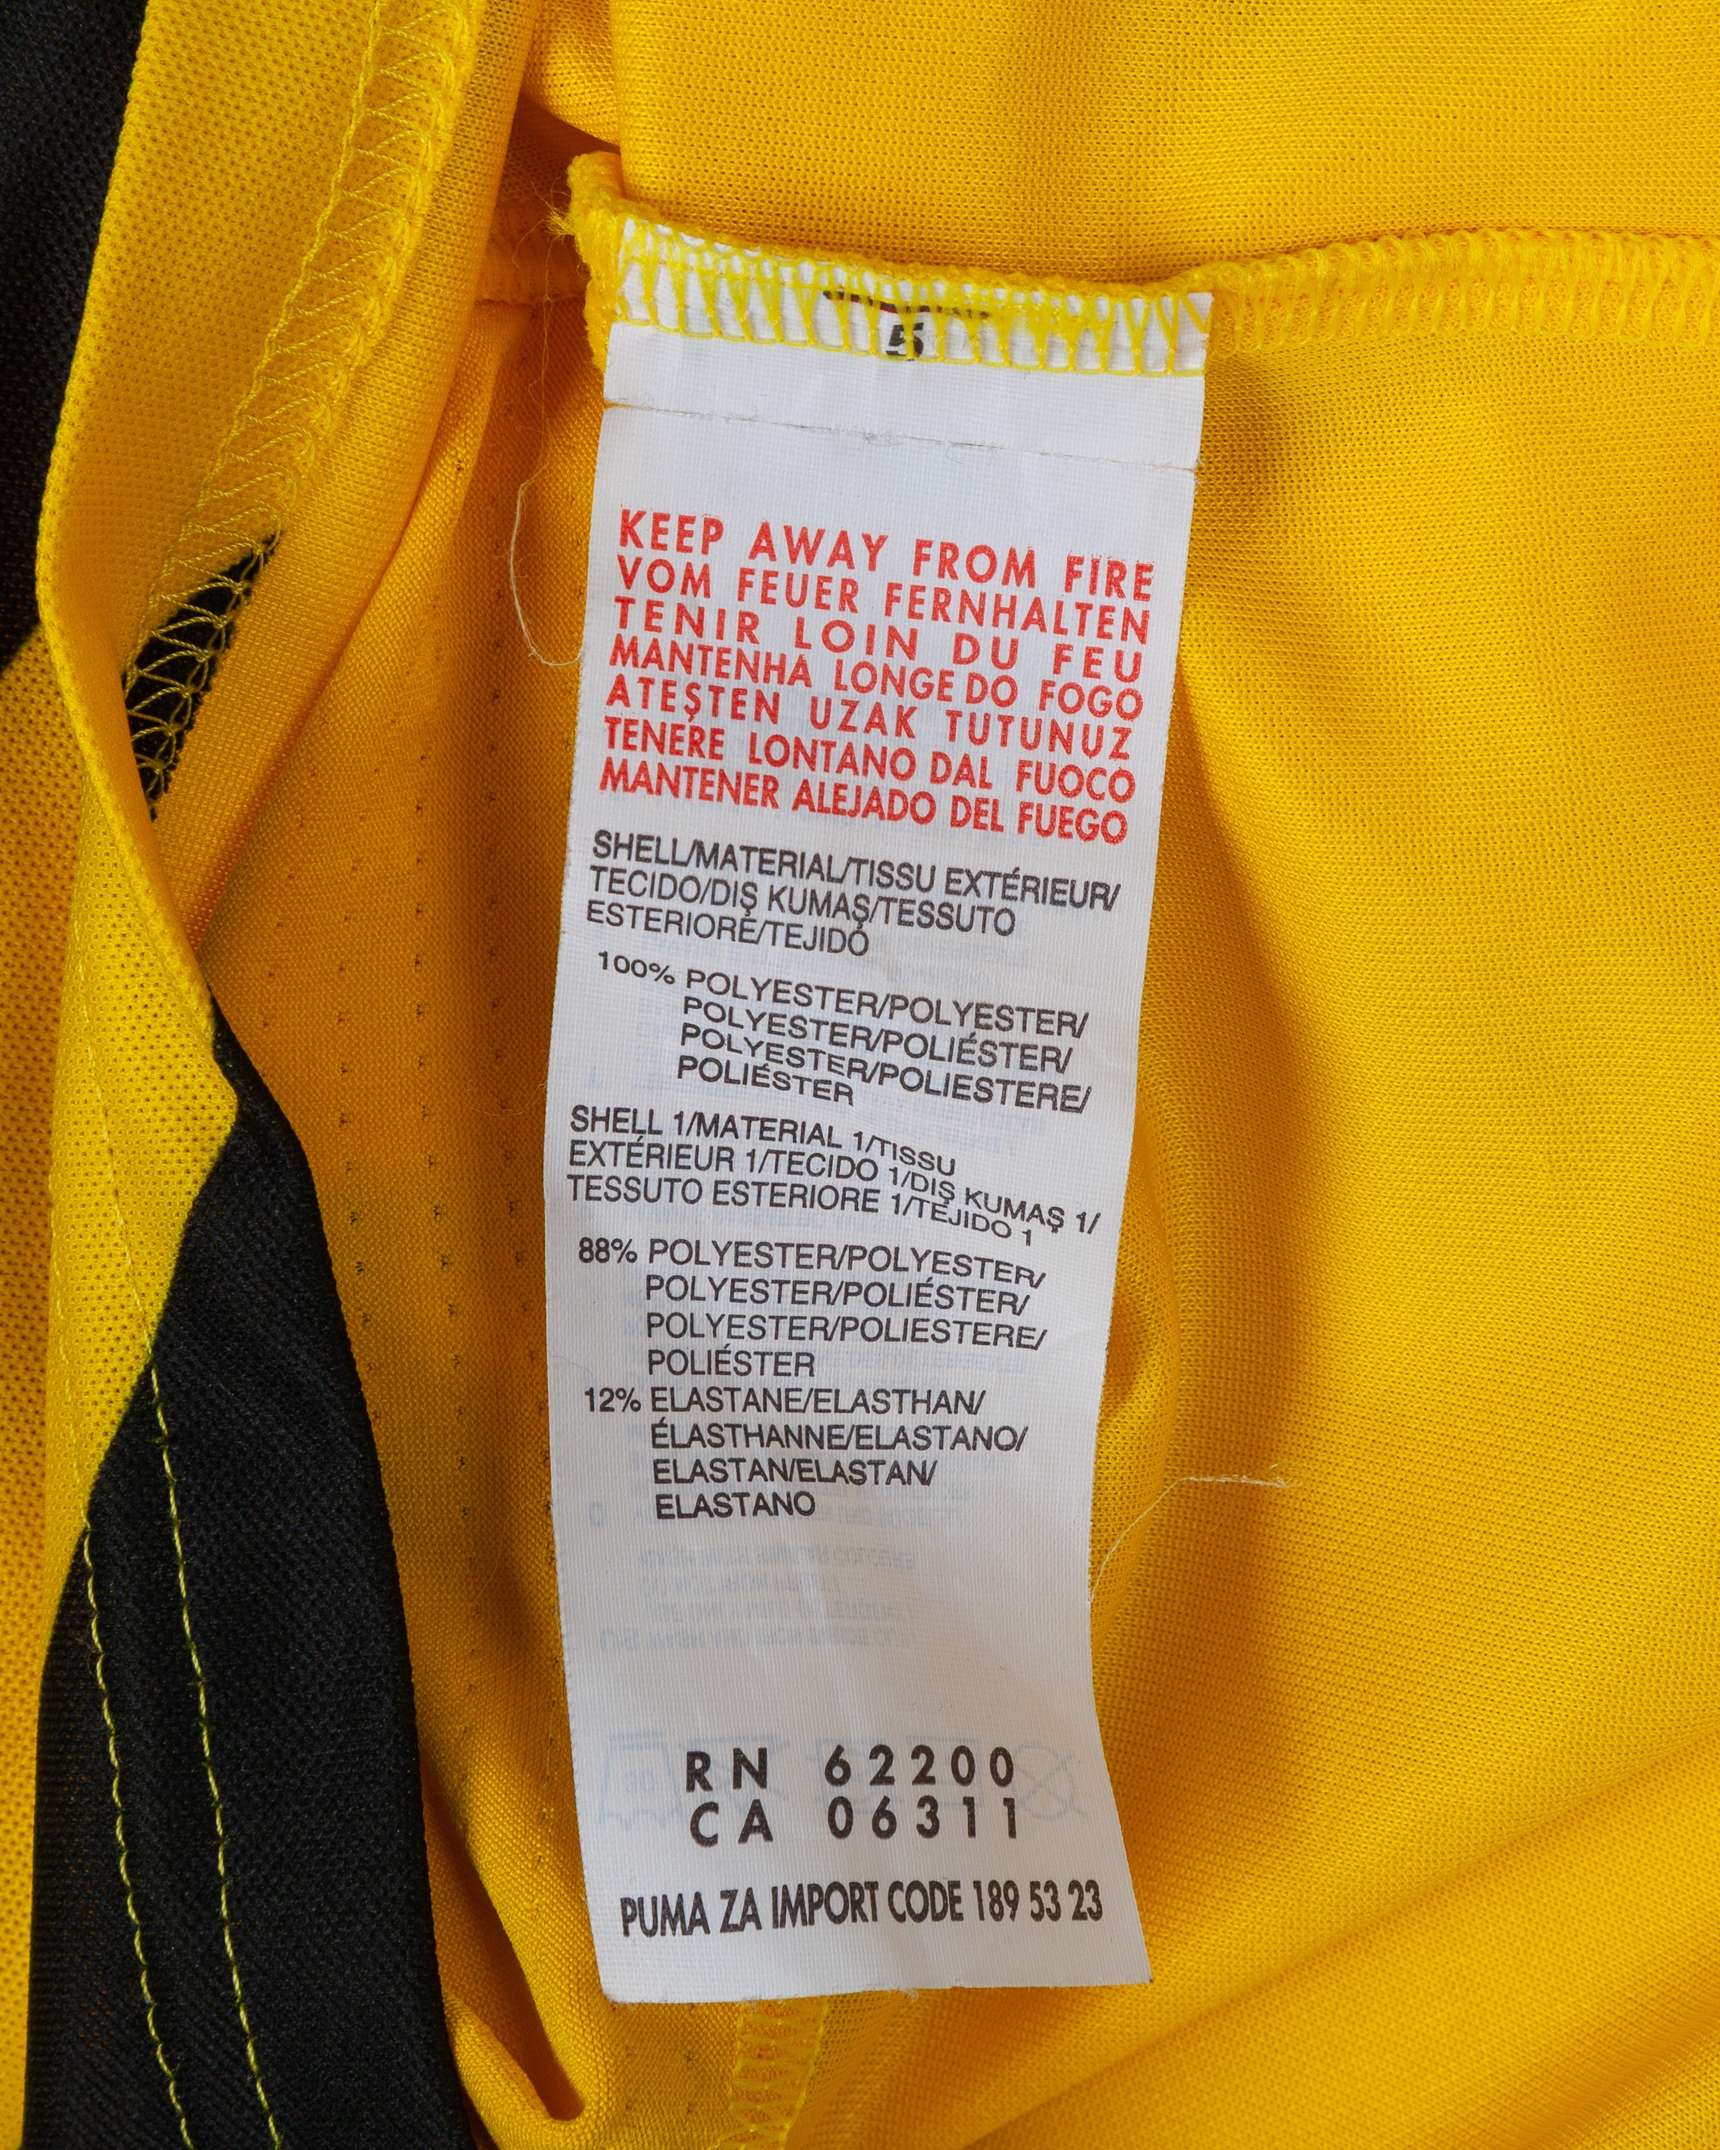 5
KEEP AWAY FROM FIRE
VOM FEUER FERNHALTEN
TENIR LOIN DU FEU
MANTENHA LONGE DO FOGO
ATEŞTEN UZAK TUTUNUZ
TENERE LONTANO DAL FUOCO
MANTENER ALEJADO DEL FUEGO
SHELL/MATERIAL/TISSU EXTÉRIEUR/
TECIDO/DIŞ KUMAŞ/TESSUTO
ESTERIORE/TEJIDO
100% POLYESTER/POLYESTER/
POLYESTER/POLIÉSTER/
POLYESTER/POLIESTERE/
POLIÉSTER
SHELL 1/MATERIAL 1/TISSU
EXTÉRIEUR 1/TECIDO 1/DIŞ KUMAŞ 1/
TESSUTO ESTERIORE 1/TEJIDO 1
88% POLYESTER/POLYESTER/
POLYESTER/POLIÉSTER/
POLYESTER/POLIESTERE/
POLIÉSTER
12% ELASTANE/ELASTHAN/
ÉLASTHANNE/ELASTANO/
ELASTAN/ELASTAN/
ELASTANO
RN 62200
CA 06311
PUMA ZA IMPORT CODE 189 53 23